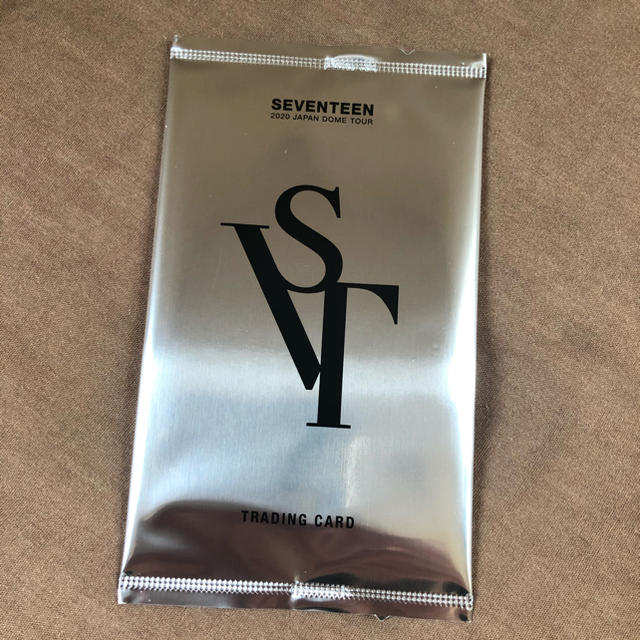 SEVENTEEN
2020 JAPAN DOME TOUR
SVT
TRADING CARD